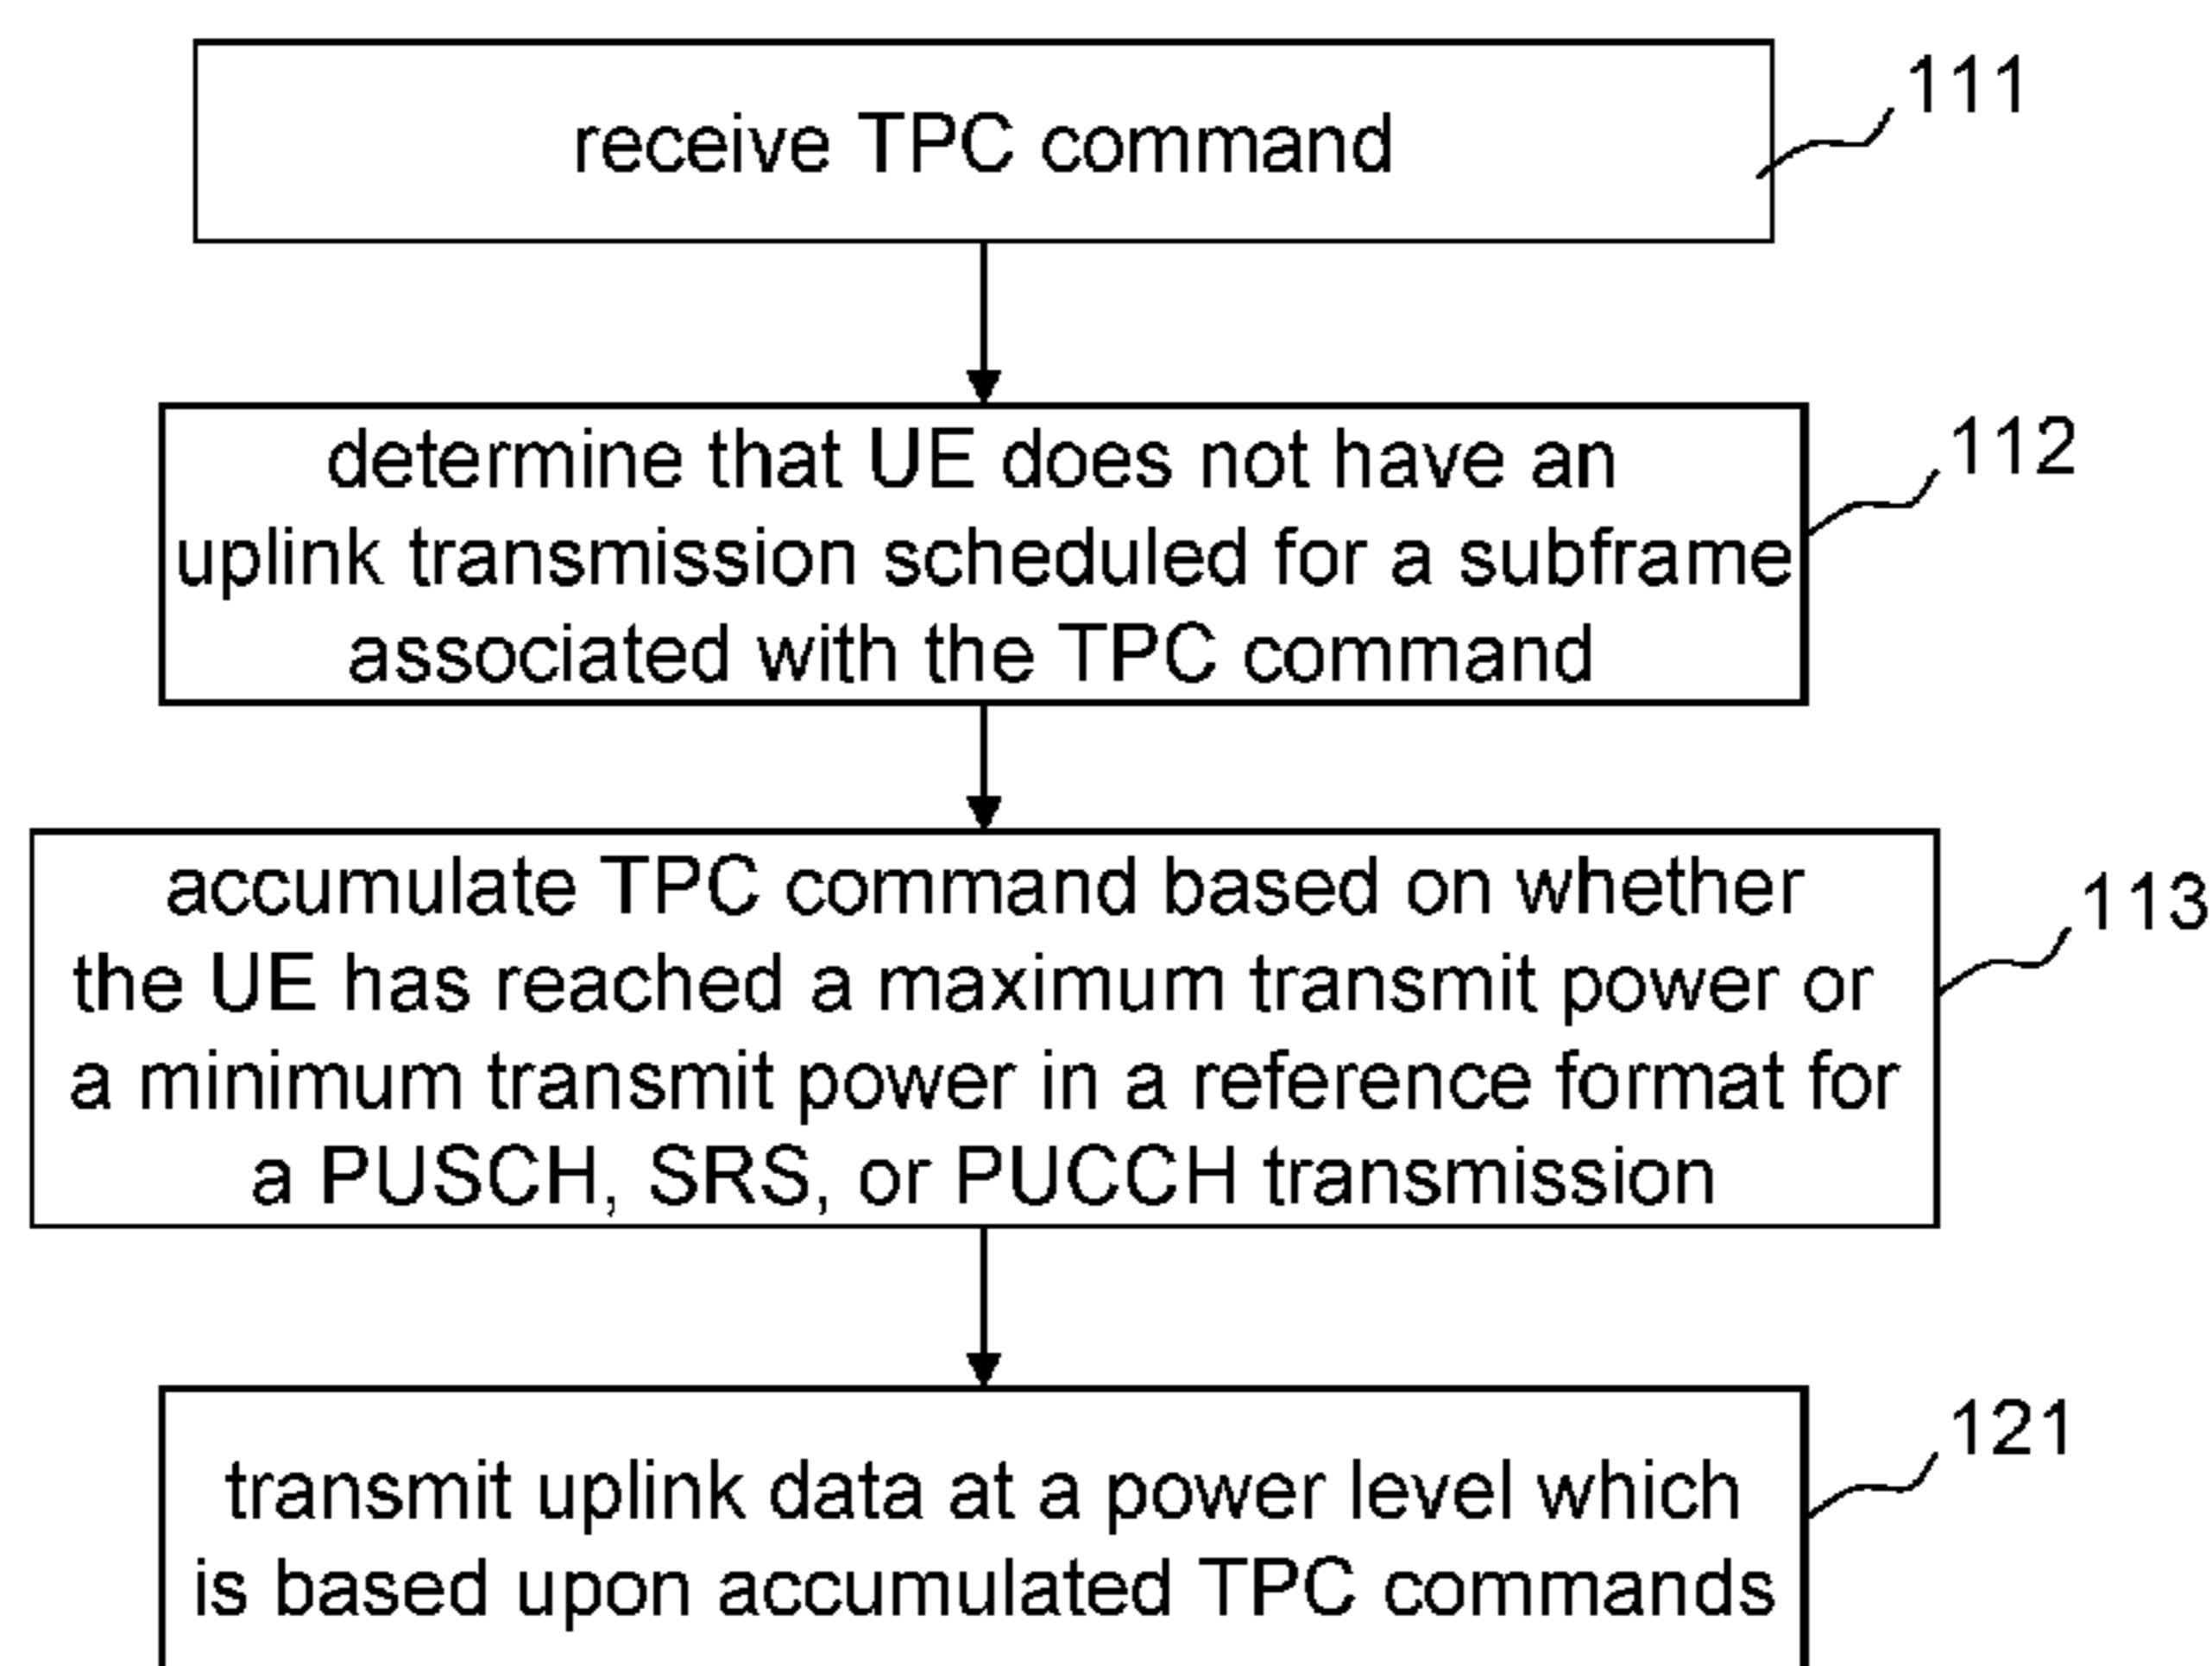 receive TPC command
111
determine that UE does not have an
uplink transmission scheduled for a subframe
associated with the TPC command
112
accumulate TPC command based on whether
the UE has reached a maximum transmit power or
a minimum transmit power in a reference format for
a PUSCH, SRS, or PUCCH transmission
113
transmit uplink data at a power level which
is based upon accumulated TPC commands
121